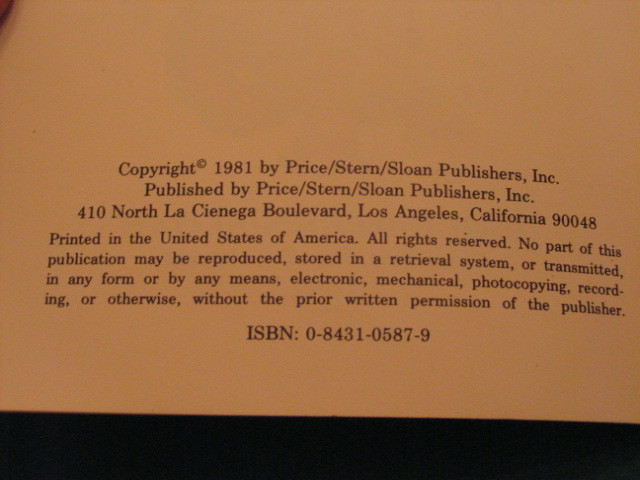 Copyright© 1981 by Price/Stern/Sloan Publishers, Inc.
Published by Price/Stern/Sloan Publishers, Inc.
410 North La Cienega Boulevard, Los Angeles, California 90048
Printed in the United States of America. All rights reserved. No part of this
publication may be reproduced, stored in a retrieval system, or transmitted,
in any form or by any means, electronic, mechanical, photocopying, record-
ing, or otherwise, without the prior written permission of the publisher.
ISBN: 0-8431-0587-9